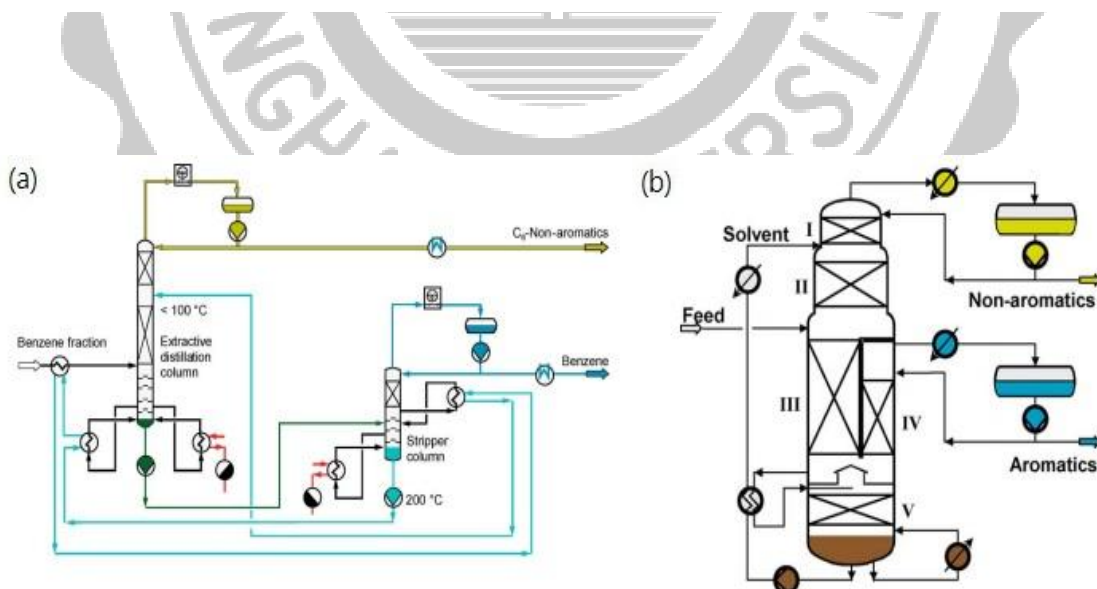 (a)
C₆-Non-aromatics
< 100 °C
Benzene fraction
Extractive
distillation
column
Benzene
Stripper
column
200 °C
(b)
Solvent
I
II
Feed
III
IV
V
Non-aromatics
Aromatics